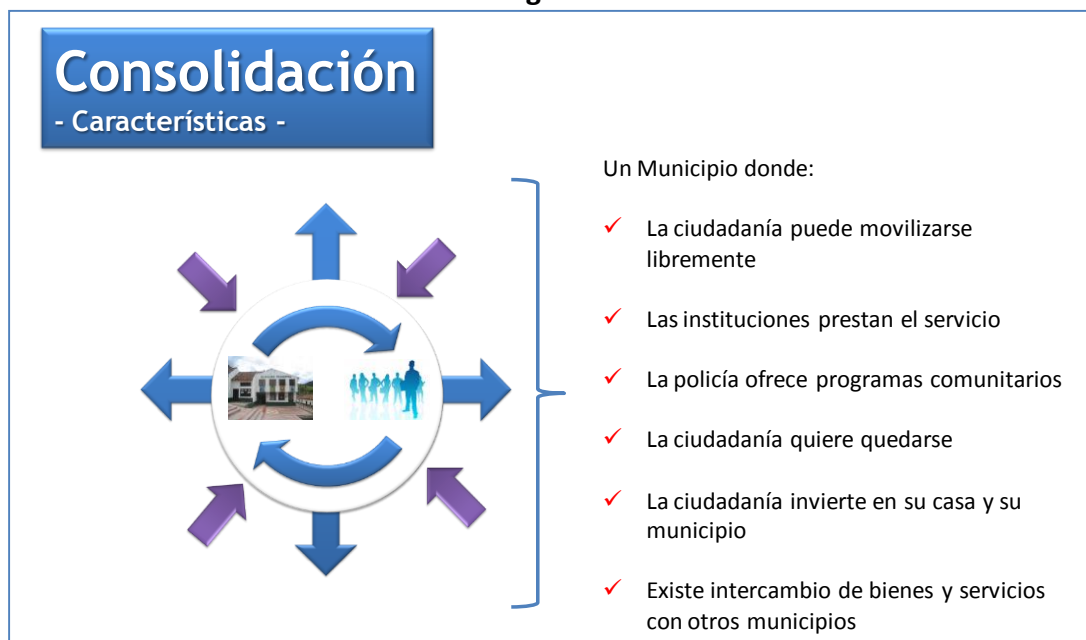 Consolidación
- Características -
Un Municipio donde:
✓ La ciudadanía puede movilizarse
libremente
✓ Las instituciones prestan el servicio
✓ La policía ofrece programas comunitarios
✓ La ciudadanía quiere quedarse
✓ La ciudadanía invierte en su casa y su
municipio
✓ Existe intercambio de bienes y servicios
con otros municipios